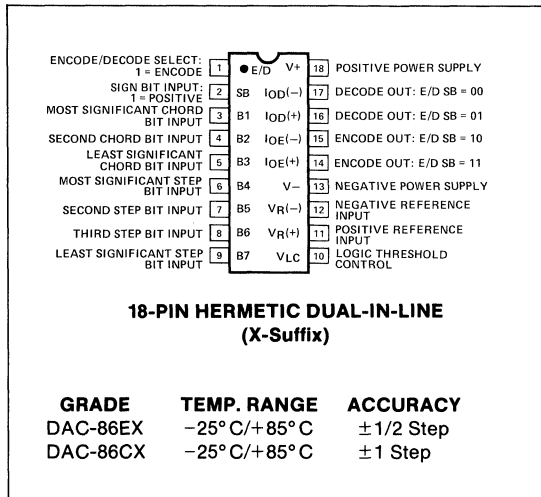 ENCODE/DECODE SELECT:
1 = ENCODE
1
E/D
V+
18
POSITIVE POWER SUPPLY
SIGN BIT INPUT:
1 = POSITIVE
2
SB
IOD(−)
17
DECODE OUT: E/D SB = 00
MOST SIGNIFICANT CHORD
BIT INPUT
3
B1
IOD(+)
16
DECODE OUT: E/D SB = 01
SECOND CHORD BIT INPUT
4
B2
IOE(−)
15
ENCODE OUT: E/D SB = 10
LEAST SIGNIFICANT
CHORD BIT INPUT
5
B3
IOE(+)
14
ENCODE OUT: E/D SB = 11
MOST SIGNIFICANT STEP
BIT INPUT
6
B4
V−
13
NEGATIVE POWER SUPPLY
SECOND STEP BIT INPUT
7
B5
VR(−)
12
NEGATIVE REFERENCE
INPUT
THIRD STEP BIT INPUT
8
B6
VR(+)
11
POSITIVE REFERENCE
INPUT
LEAST SIGNIFICANT STEP
BIT INPUT
9
B7
VLC
10
LOGIC THRESHOLD
CONTROL
18-PIN HERMETIC DUAL-IN-LINE
(X-Suffix)
GRADE TEMP. RANGE ACCURACY
DAC-86EX −25°C/+85°C ±1/2 Step
DAC-86CX −25°C/+85°C ±1 Step